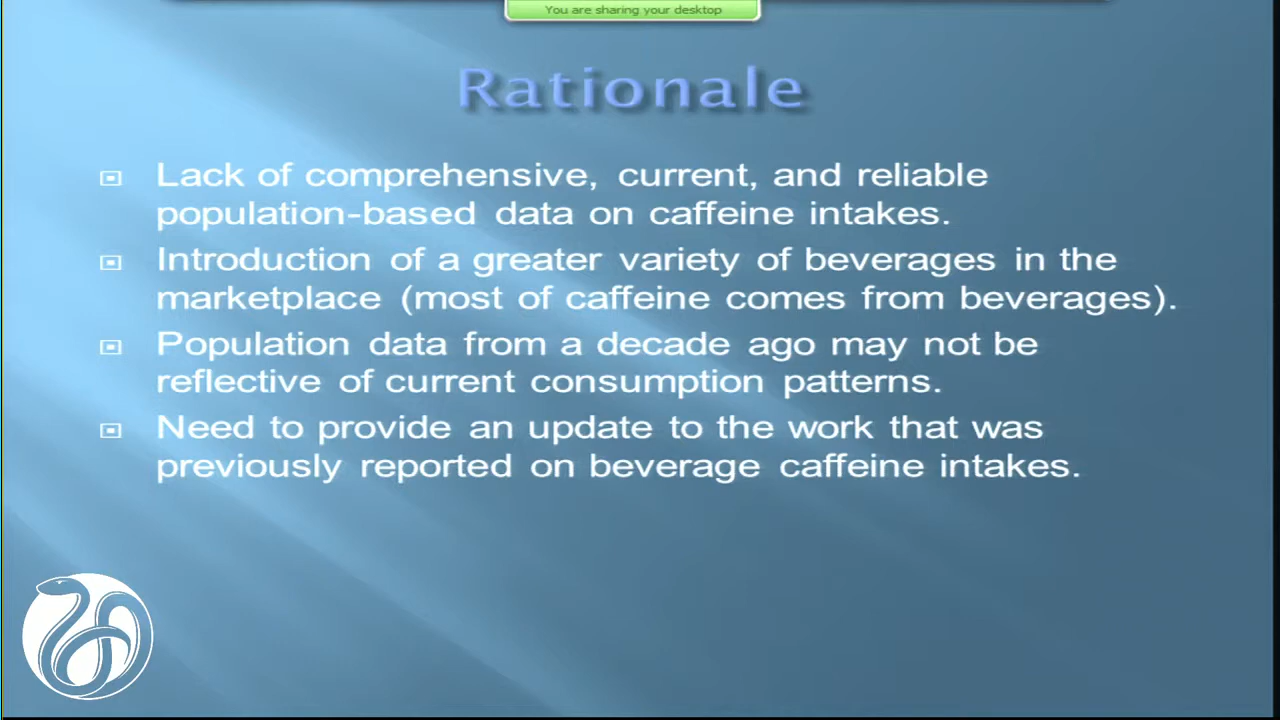 You are sharing your desktop
Rationale
Lack of comprehensive, current, and reliable
population-based data on caffeine intakes.
Introduction of a greater variety of beverages in the
marketplace (most of caffeine comes from beverages).
Population data from a decade ago may not be
reflective of current consumption patterns.
Need to provide an update to the work that was
previously reported on beverage caffeine intakes.